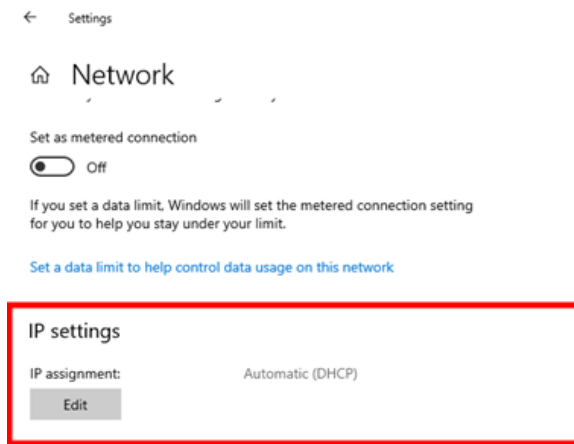 Settings
Network
Set as metered connection
Off
If you set a data limit, Windows will set the metered connection setting
for you to help you stay under your limit.
Set a data limit to help control data usage on this network
IP settings
IP assignment: Automatic (DHCP)
Edit